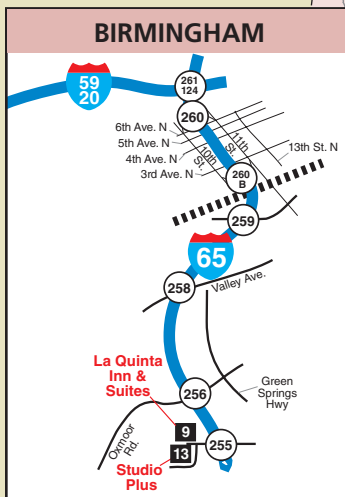 BIRMINGHAM
59
20
261
124
260
6th Ave. N
5th Ave. N
4th Ave. N
3rd Ave. N
10th
St.
11th
St.
13th St. N
260
B
259
65
258
Valley Ave.
La Quinta
Inn &
Suites
256
Green
Springs
Hwy
Oxmoor
Rd.
9
255
13
Studio
Plus